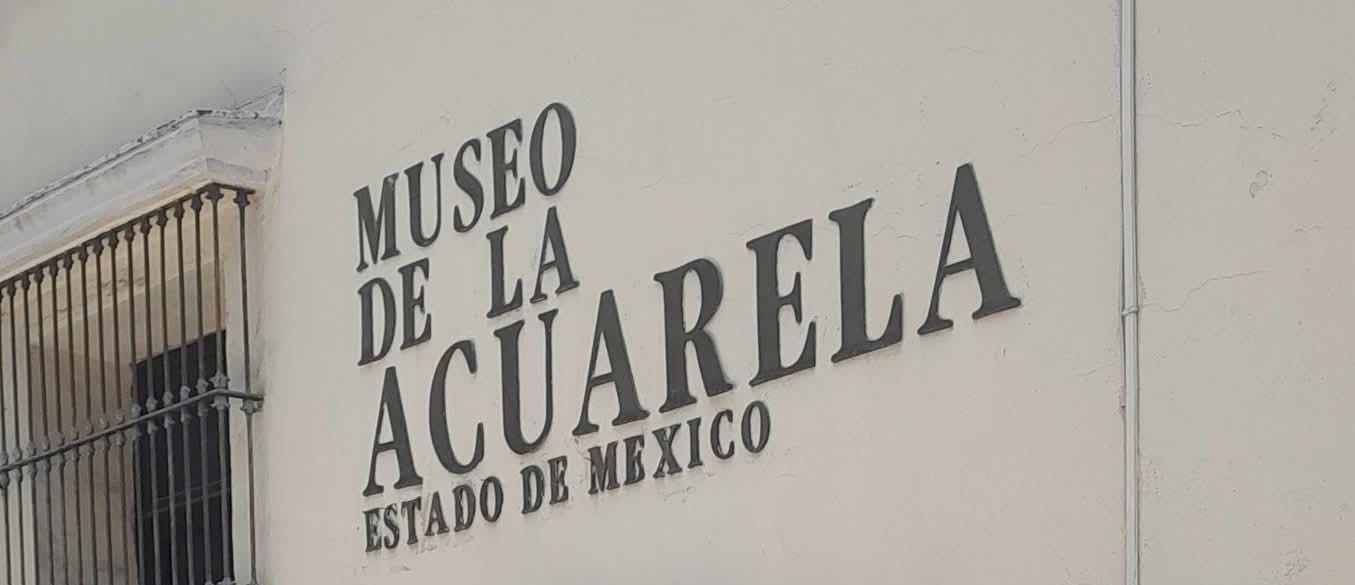 MUSEO
DE LA
ACUARELA
ESTADO DE MEXICO